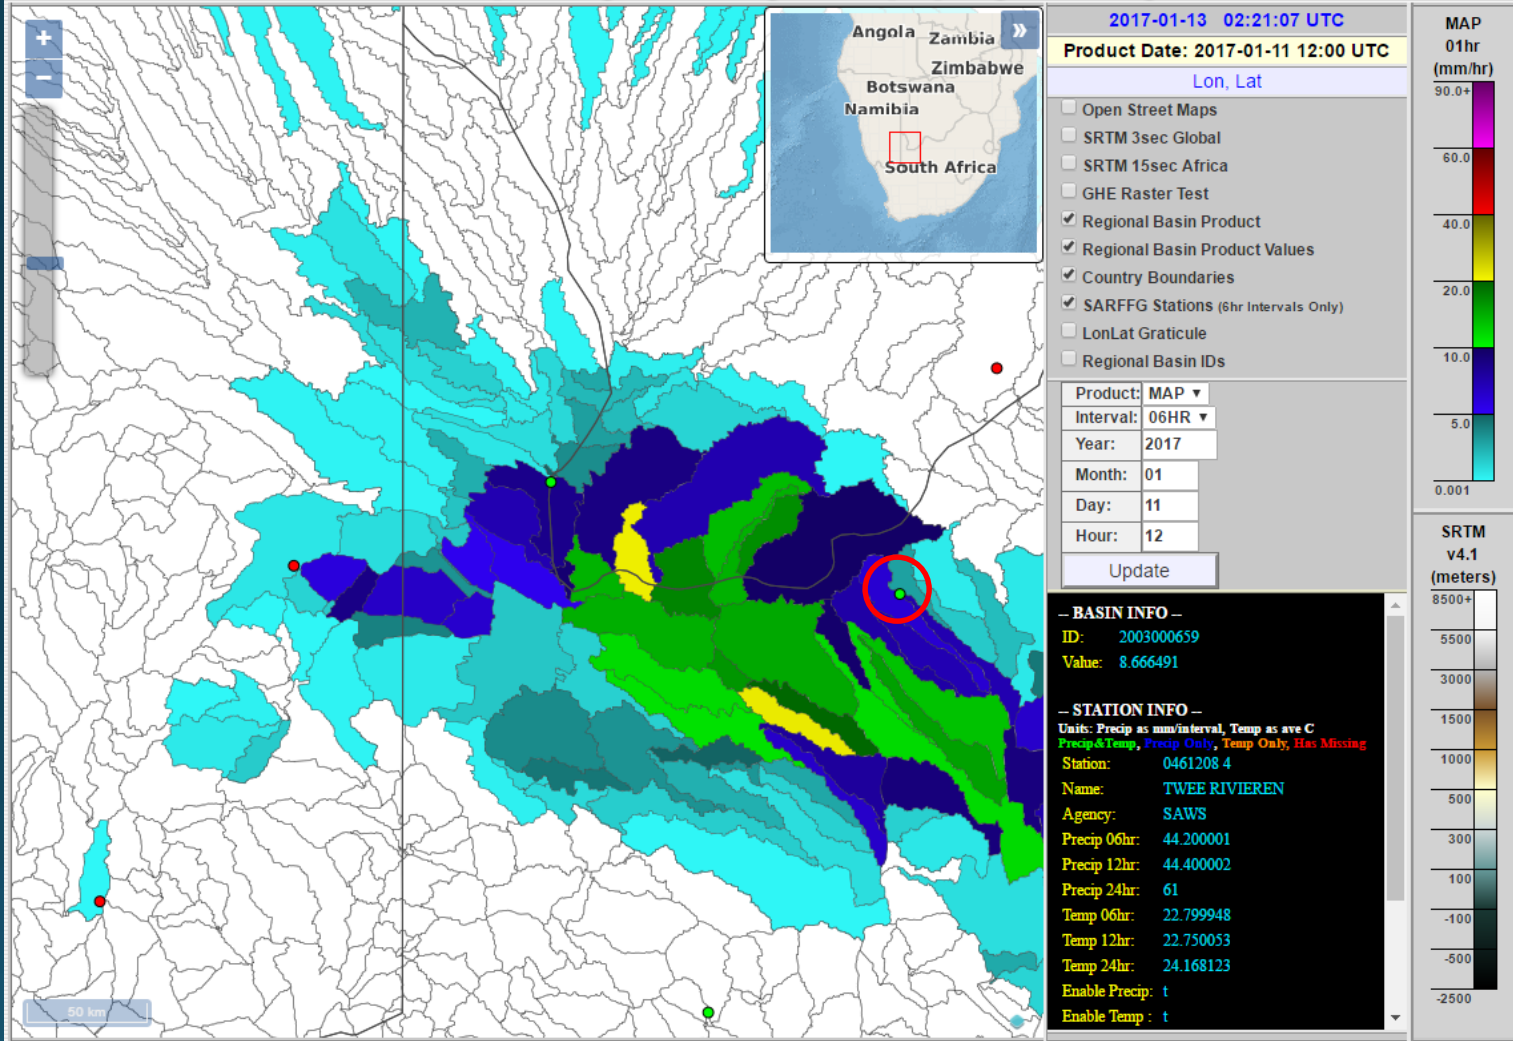 +
−
Angola
Zambia
»
Zimbabwe
Botswana
Namibia
South Africa
50 km
2017-01-13 02:21:07 UTC
Product Date: 2017-01-11 12:00 UTC
Lon, Lat
Open Street Maps
SRTM 3sec Global
SRTM 15sec Africa
GHE Raster Test
Regional Basin Product
Regional Basin Product Values
Country Boundaries
SARFFG Stations (6hr Intervals Only)
LonLat Graticule
Regional Basin IDs
Product: MAP ▼
Interval: 06HR ▼
Year: 2017
Month: 01
Day: 11
Hour: 12
Update
-- BASIN INFO --
ID: 2003000659
Value: 8.666491
-- STATION INFO --
Units: Precip as mm/interval, Temp as ave C
Precip&Temp, Precip Only, Temp Only, Has Missing
Station: 0461208 4
Name: TWEE RIVIEREN
Agency: SAWS
Precip 06hr: 44.200001
Precip 12hr: 44.400002
Precip 24hr: 61
Temp 06hr: 22.799948
Temp 12hr: 22.750053
Temp 24hr: 24.168123
Enable Precip: t
Enable Temp : t
MAP
01hr
(mm/hr)
90.0+
60.0
40.0
20.0
10.0
5.0
0.001
SRTM
v4.1
(meters)
8500+
5500
3000
1500
1000
500
300
100
-100
-500
-2500